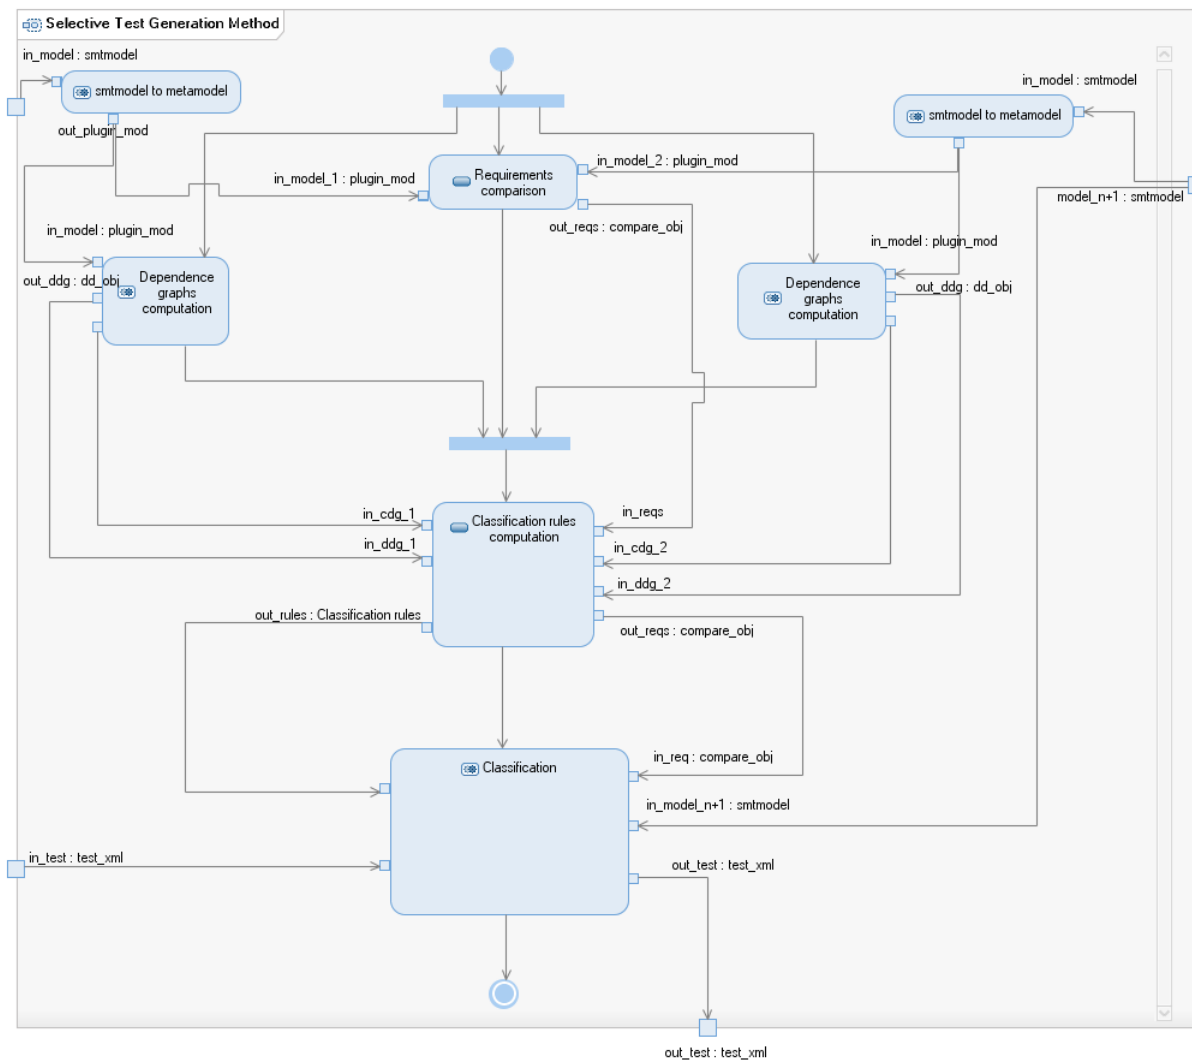 Selective Test Generation Method
in_model : smtmodel
smtmodel to metamodel
out_plugin_mod
in_model : smtmodel
smtmodel to metamodel
in_model_1 : plugin_mod
Requirements
comparison
in_model_2 : plugin_mod
model_n+1 : smtmodel
out_reqs : compare_obj
in_model : plugin_mod
in_model : plugin_mod
out_ddg : dd_obj
Dependence
graphs
computation
Dependence
graphs
computation
out_ddg : dd_obj
in_cdg_1
in_ddg_1
Classification rules
computation
in_reqs
in_cdg_2
in_ddg_2
out_rules : Classification rules
out_reqs : compare_obj
Classification
in_req : compare_obj
in_model_n+1 : smtmodel
in_test : test_xml
out_test : test_xml
out_test : test_xml